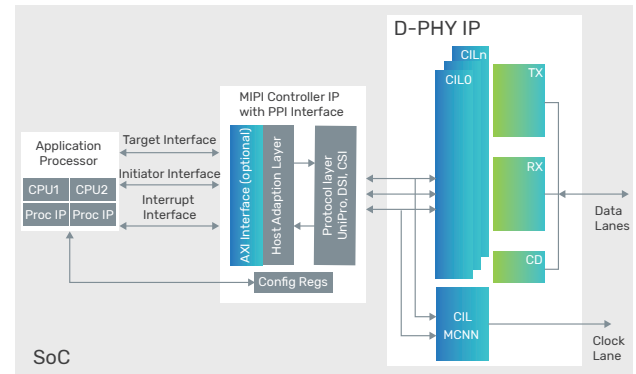 D-PHY IP
CILn
CIL0
TX
RX
CD
MIPI Controller IP
with PPI Interface
AXI Interface (optional)
Host Adaption Layer
Protocol layer
UniPro, DSI, CSI
Config Regs
Application
Processor
CPU1
CPU2
Proc IP
Proc IP
Target Interface
Initiator Interface
Interrupt
Interface
Data
Lanes
CIL
MCNN
Clock
Lane
SoC